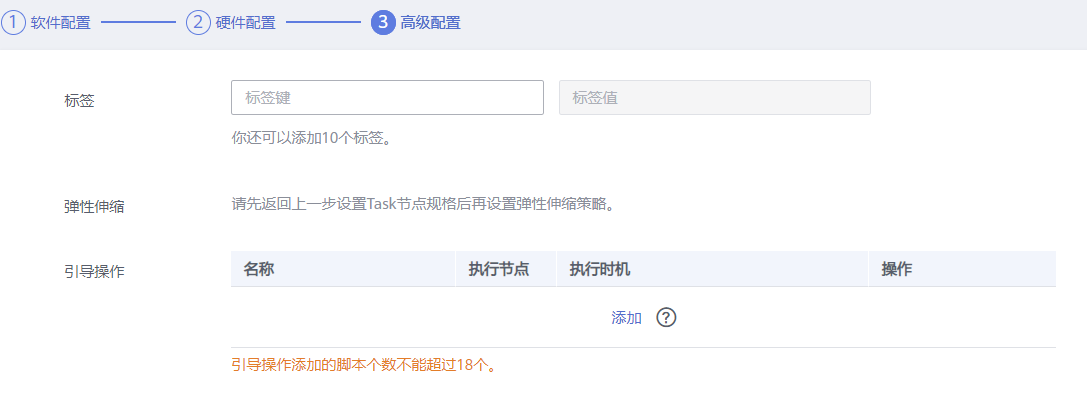 1 软件配置 2 硬件配置 3 高级配置
标签 标签键 标签值
你还可以添加10个标签。
弹性伸缩 请先返回上一步设置Task节点规格后再设置弹性伸缩策略。
引导操作 名称 执行节点 执行时机 操作
添加 ?
引导操作添加的脚本个数不能超过18个。